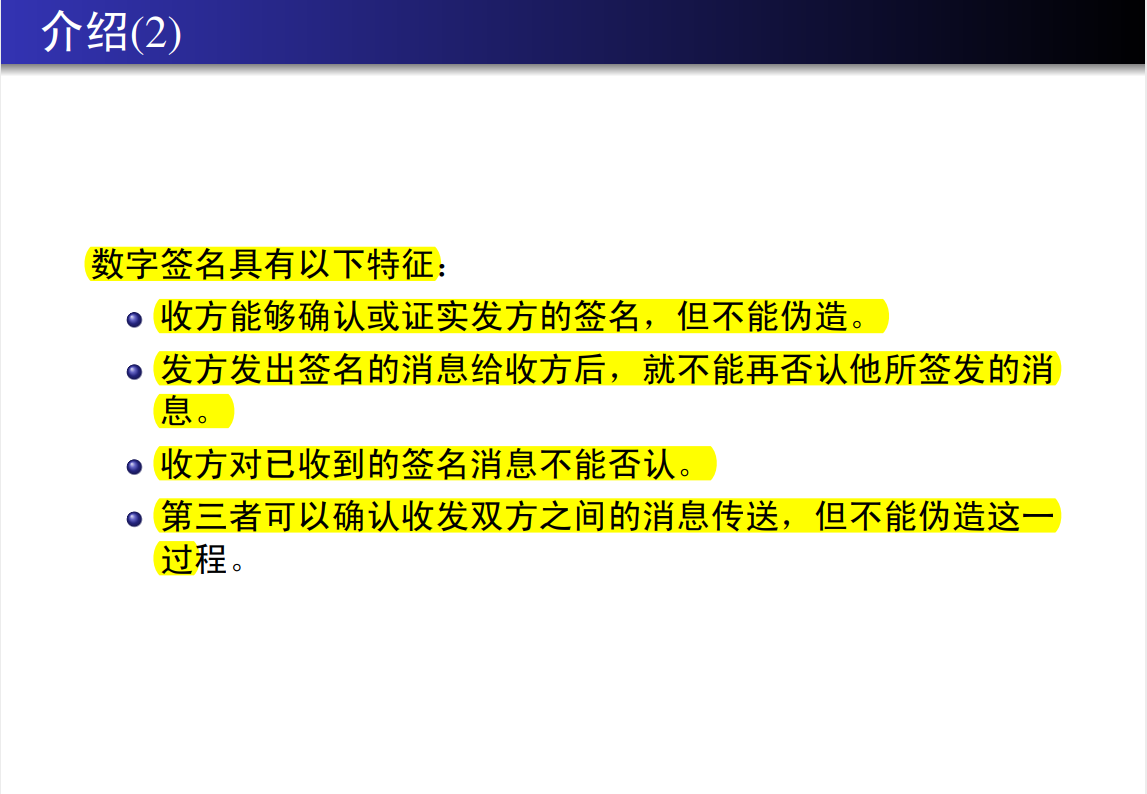 介绍(2)
数字签名具有以下特征：
收方能够确认或证实发方的签名，但不能伪造。
发方发出签名的消息给收方后，就不能再否认他所签发的消
息。
收方对已收到的签名消息不能否认。
第三者可以确认收发双方之间的消息传送，但不能伪造这一
过程。